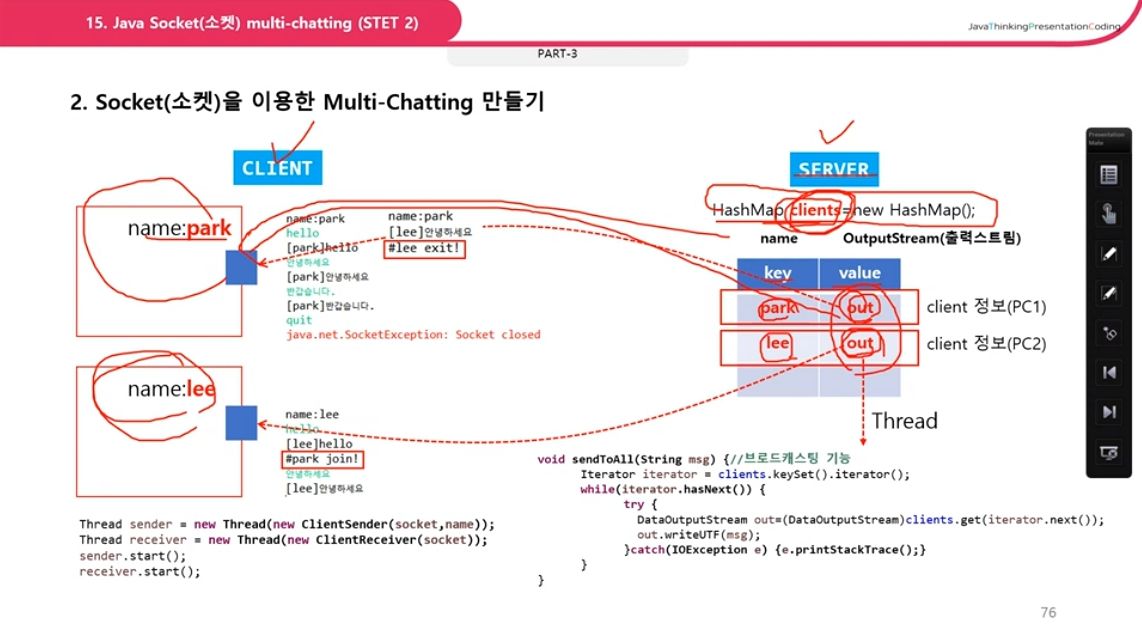 15. Java Socket(소켓) multi-chatting (STET 2)
JavaThinkingPresentationCoding
PART-3
2. Socket(소켓)을 이용한 Multi-Chatting 만들기
Presentation
Mate
CLIENT
name:park
name:park
hello
[park]hello
안녕하세요
[park]안녕하세요
반갑습니다.
[park]반갑습니다.
quit
java.net.SocketException: Socket closed
name:park
[lee]안녕하세요
#lee exit!
name:lee
name:lee
hello
[lee]hello
#park join!
안녕하세요
[lee]안녕하세요
Thread sender = new Thread(new ClientSender(socket,name));
Thread receiver = new Thread(new ClientReceiver(socket));
sender.start();
receiver.start();
SERVER
HashMap clients=new HashMap();
name OutputStream(출력스트림)
key value
park out client 정보(PC1)
lee out client 정보(PC2)
Thread
void sendToAll(String msg) {//브로드캐스팅 기능
Iterator iterator = clients.keySet().iterator();
while(iterator.hasNext()) {
try {
DataOutputStream out=(DataOutputStream)clients.get(iterator.next());
out.writeUTF(msg);
}catch(IOException e) {e.printStackTrace();}
}
}
76